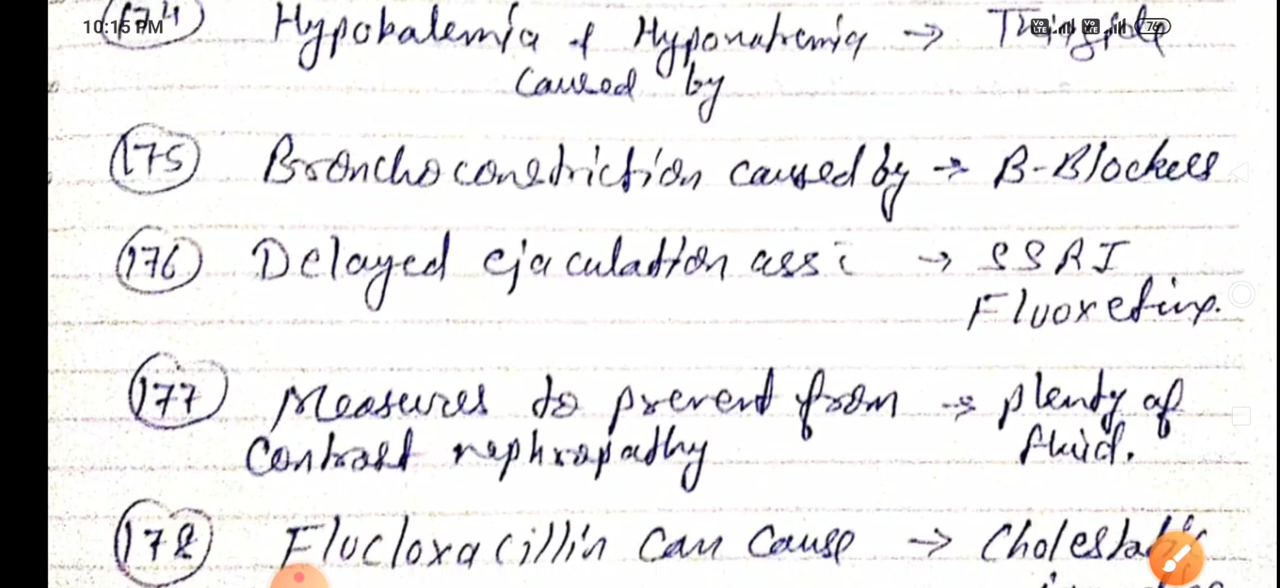 10:15 PM
174 Hypokalemia & Hyponatremia → Thiazide
caused by
175 Bronchoconstriction caused by → B-Blockers
176 Delayed ejaculation ass c̅ → SSRI
Fluoxetine.
177 Measures to prevent from → plenty of
Contrast nephropathy fluid.
178 Flucloxacillin Can Cause → Cholestatic